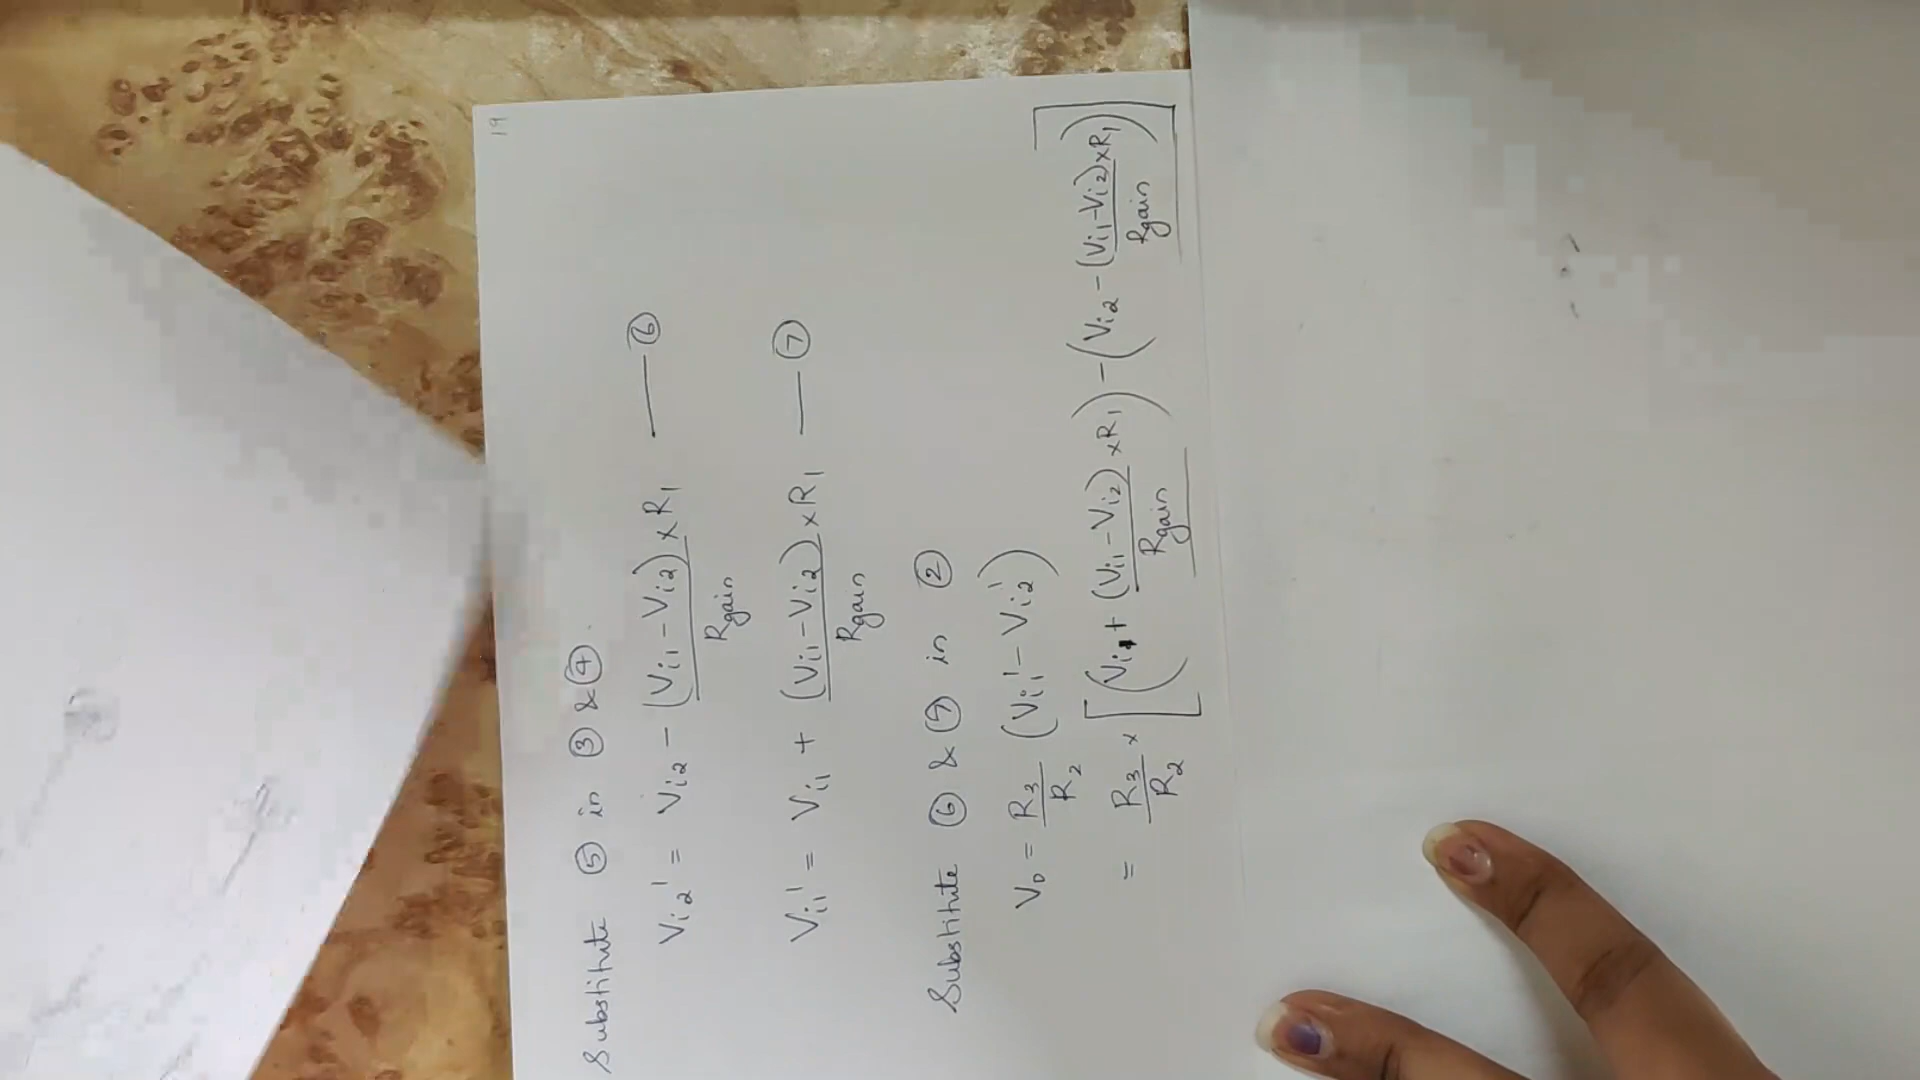 19
Substitute ⑤ in ③ & ④.
Vi2' = Vi2 - (Vi1 - Vi2)/Rgain × R1 —— ⑥
Vi1' = Vi1 + (Vi1 - Vi2)/Rgain × R1 —— ⑦
Substitute ⑥ & ⑦ in ②
Vo = R3/R2 (Vi1' - Vi2')
= R3/R2 × [(Vi1 + (Vi1 - Vi2)/Rgain × R1) - (Vi2 - (Vi1 - Vi2)/Rgain × R1)]